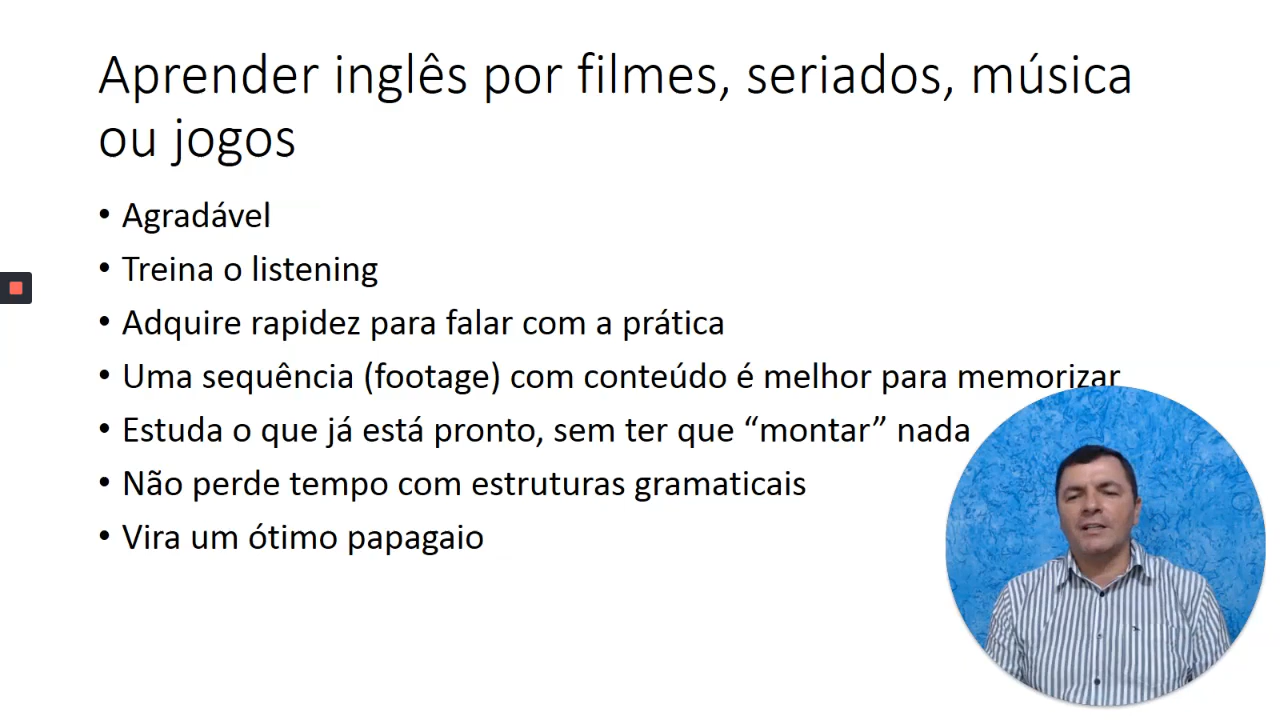 Aprender inglês por filmes, seriados, música
ou jogos
• Agradável
• Treina o listening
• Adquire rapidez para falar com a prática
• Uma sequência (footage) com conteúdo é melhor para memorizar
• Estuda o que já está pronto, sem ter que “montar” nada
• Não perde tempo com estruturas gramaticais
• Vira um ótimo papagaio